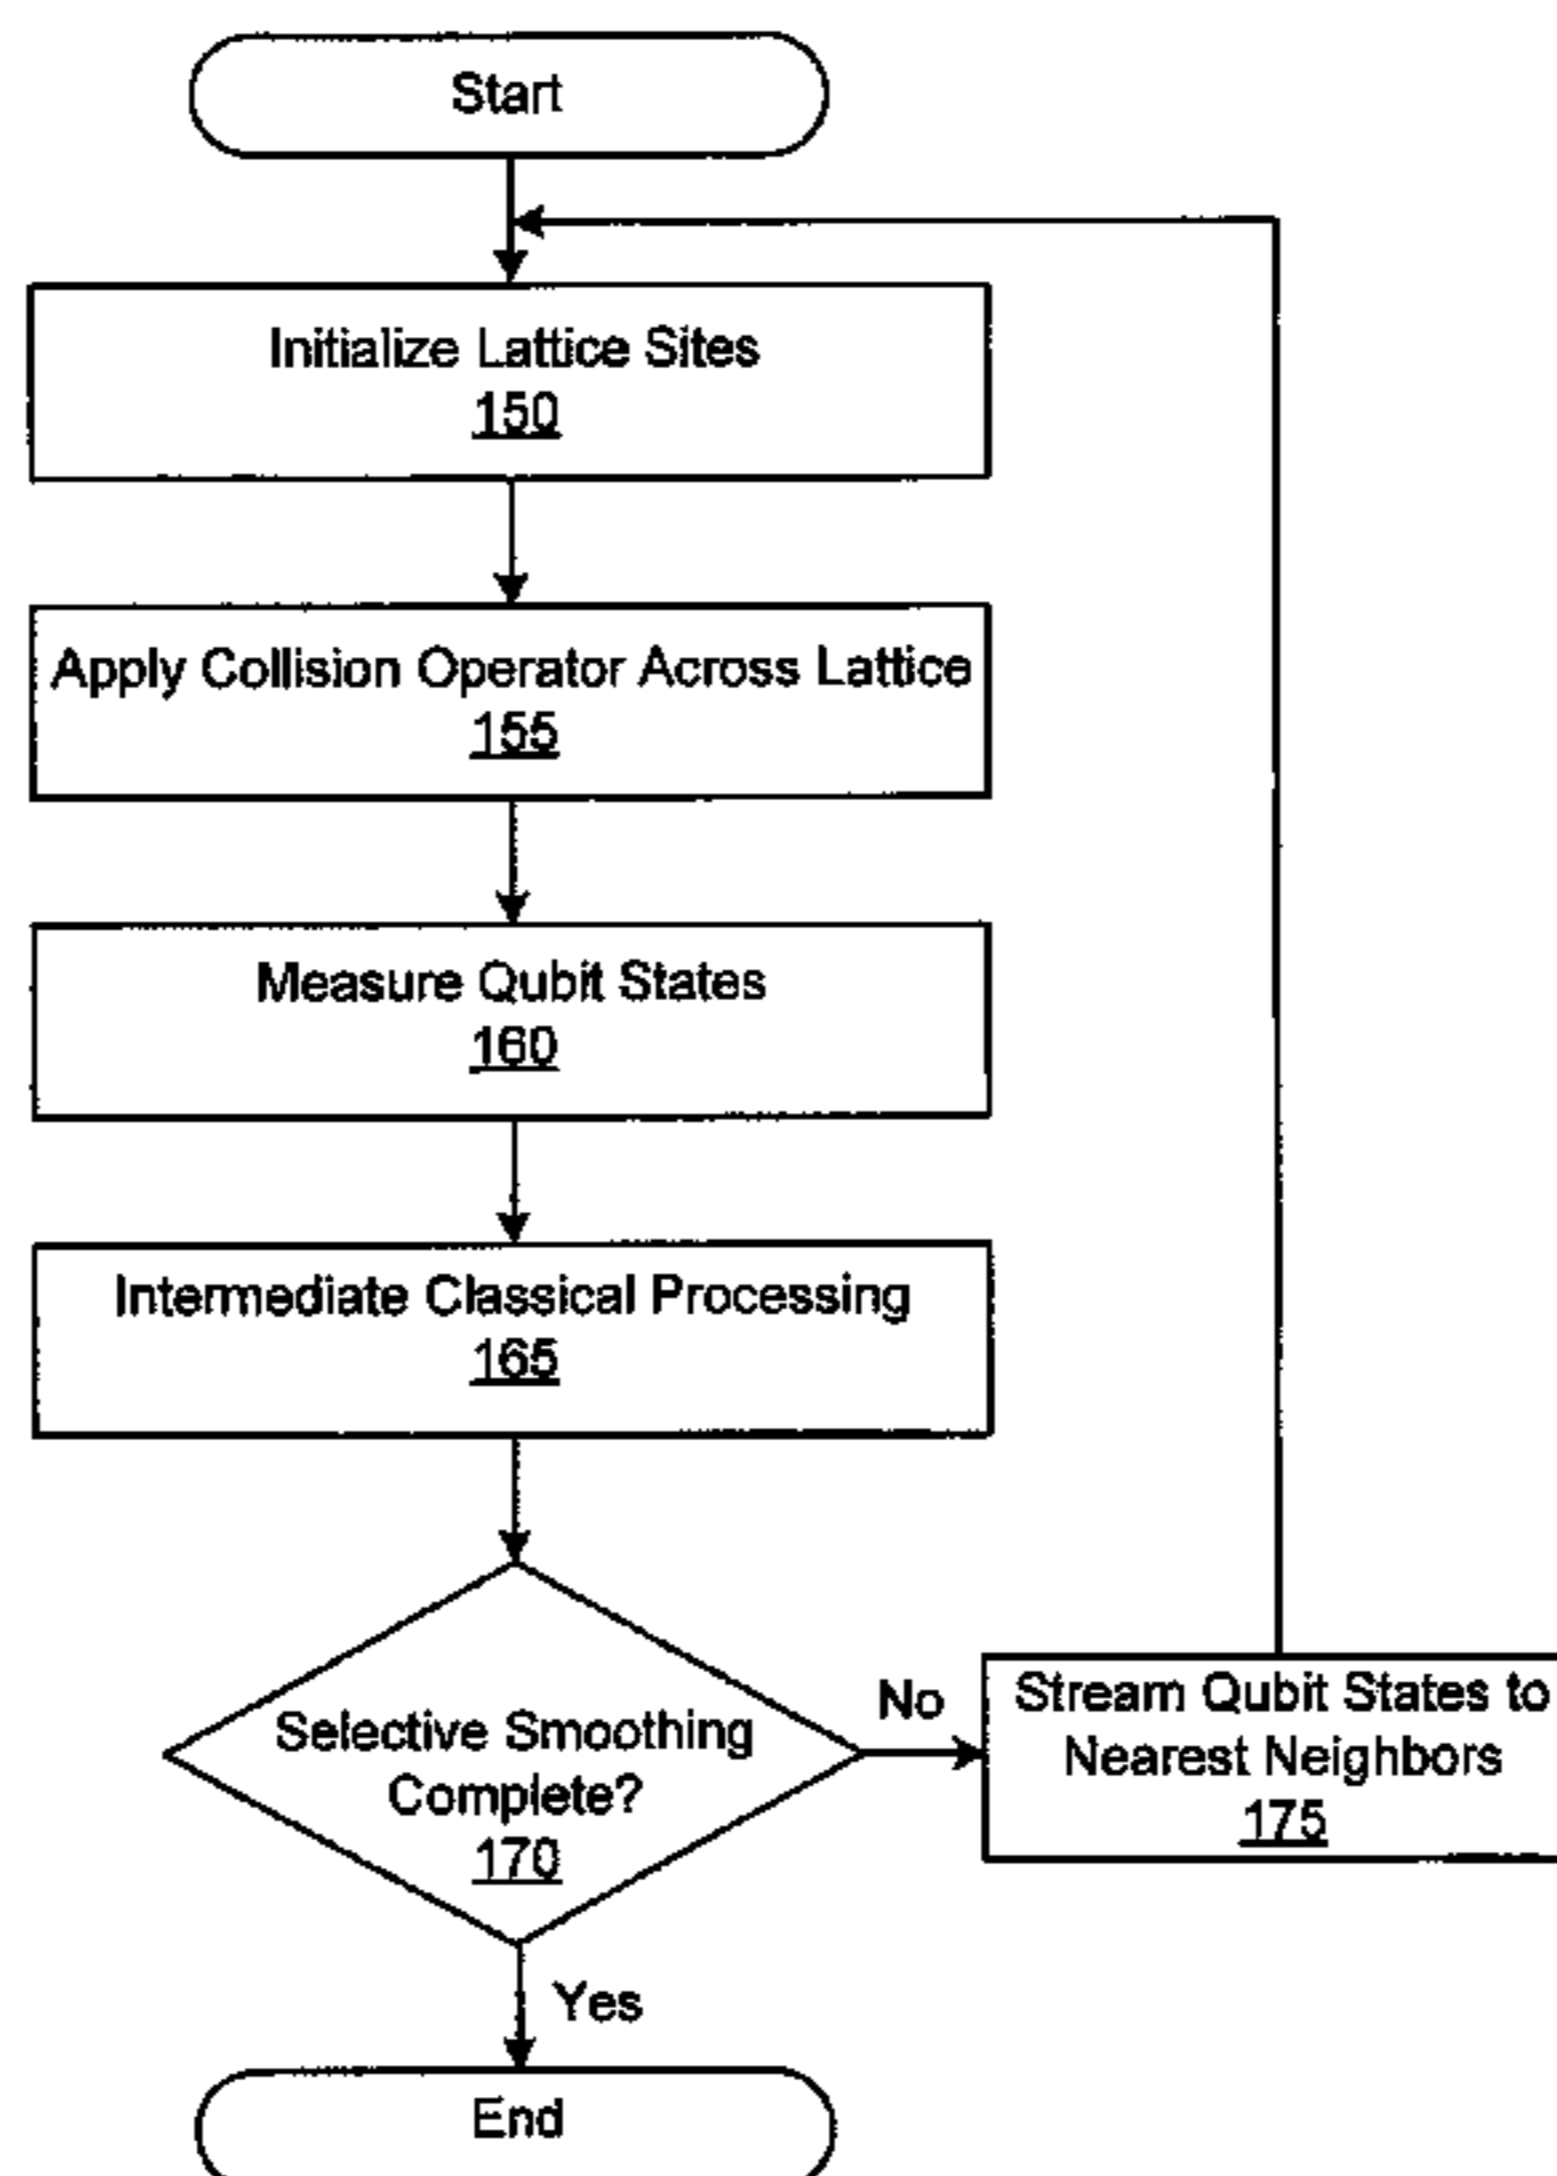 Start
Initialize Lattice Sites
150
Apply Collision Operator Across Lattice
155
Measure Qubit States
160
Intermediate Classical Processing
165
Selective Smoothing
Complete?
170
No
Stream Qubit States to
Nearest Neighbors
175
Yes
End